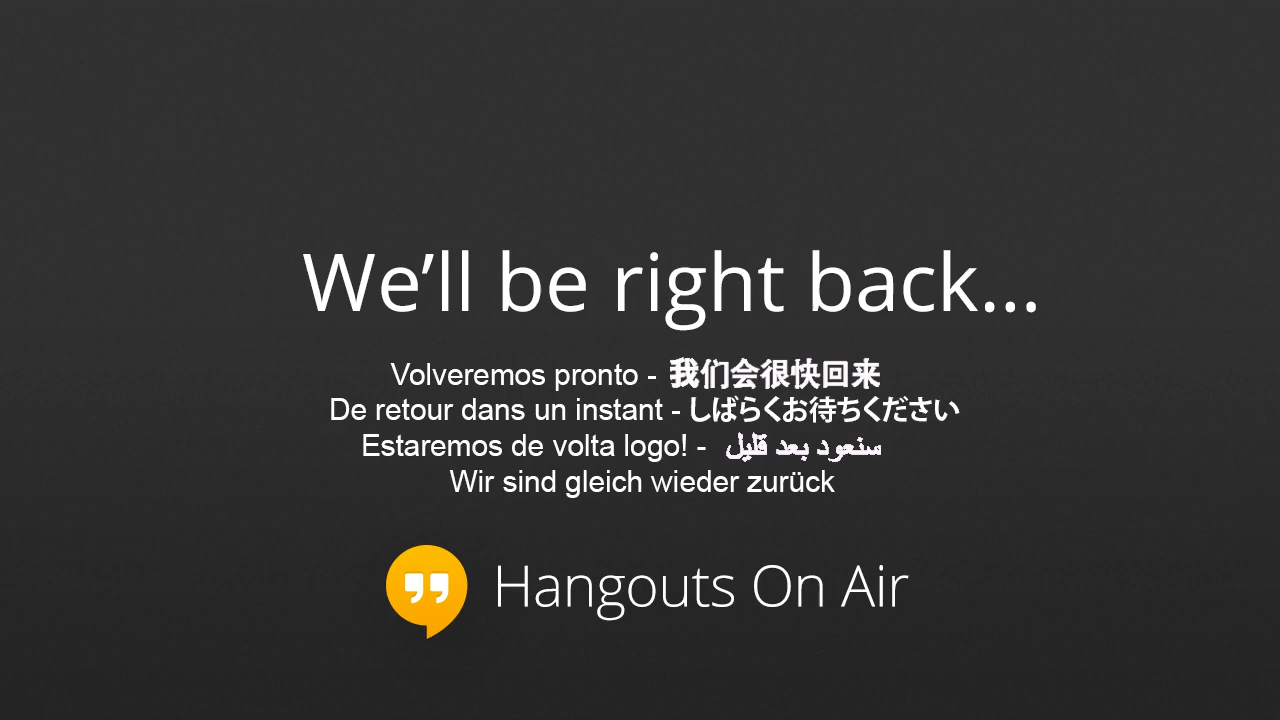 We’ll be right back...
Volveremos pronto - 我们会很快回来
De retour dans un instant - しばらくお待ちください
Estaremos de volta logo! - سنعود بعد قليل
Wir sind gleich wieder zurück
Hangouts On Air